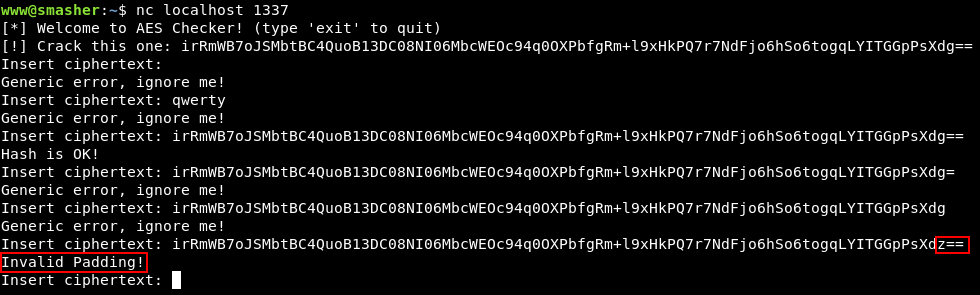 www@smasher:~$ nc localhost 1337
[*] Welcome to AES Checker! (type 'exit' to quit)
[!] Crack this one: irRmWB7oJSMbtBC4QuoB13DC08NI06MbcWEOc94q0OXPbfgRm+l9xHkPQ7r7NdFjo6hSo6togqLYITGGpPsXdg==
Insert ciphertext:
Generic error, ignore me!
Insert ciphertext: qwerty
Generic error, ignore me!
Insert ciphertext: irRmWB7oJSMbtBC4QuoB13DC08NI06MbcWEOc94q0OXPbfgRm+l9xHkPQ7r7NdFjo6hSo6togqLYITGGpPsXdg==
Hash is OK!
Insert ciphertext: irRmWB7oJSMbtBC4QuoB13DC08NI06MbcWEOc94q0OXPbfgRm+l9xHkPQ7r7NdFjo6hSo6togqLYITGGpPsXdg=
Generic error, ignore me!
Insert ciphertext: irRmWB7oJSMbtBC4QuoB13DC08NI06MbcWEOc94q0OXPbfgRm+l9xHkPQ7r7NdFjo6hSo6togqLYITGGpPsXdg
Generic error, ignore me!
Insert ciphertext: irRmWB7oJSMbtBC4QuoB13DC08NI06MbcWEOc94q0OXPbfgRm+l9xHkPQ7r7NdFjo6hSo6togqLYITGGpPsXdz==
Invalid Padding!
Insert ciphertext: